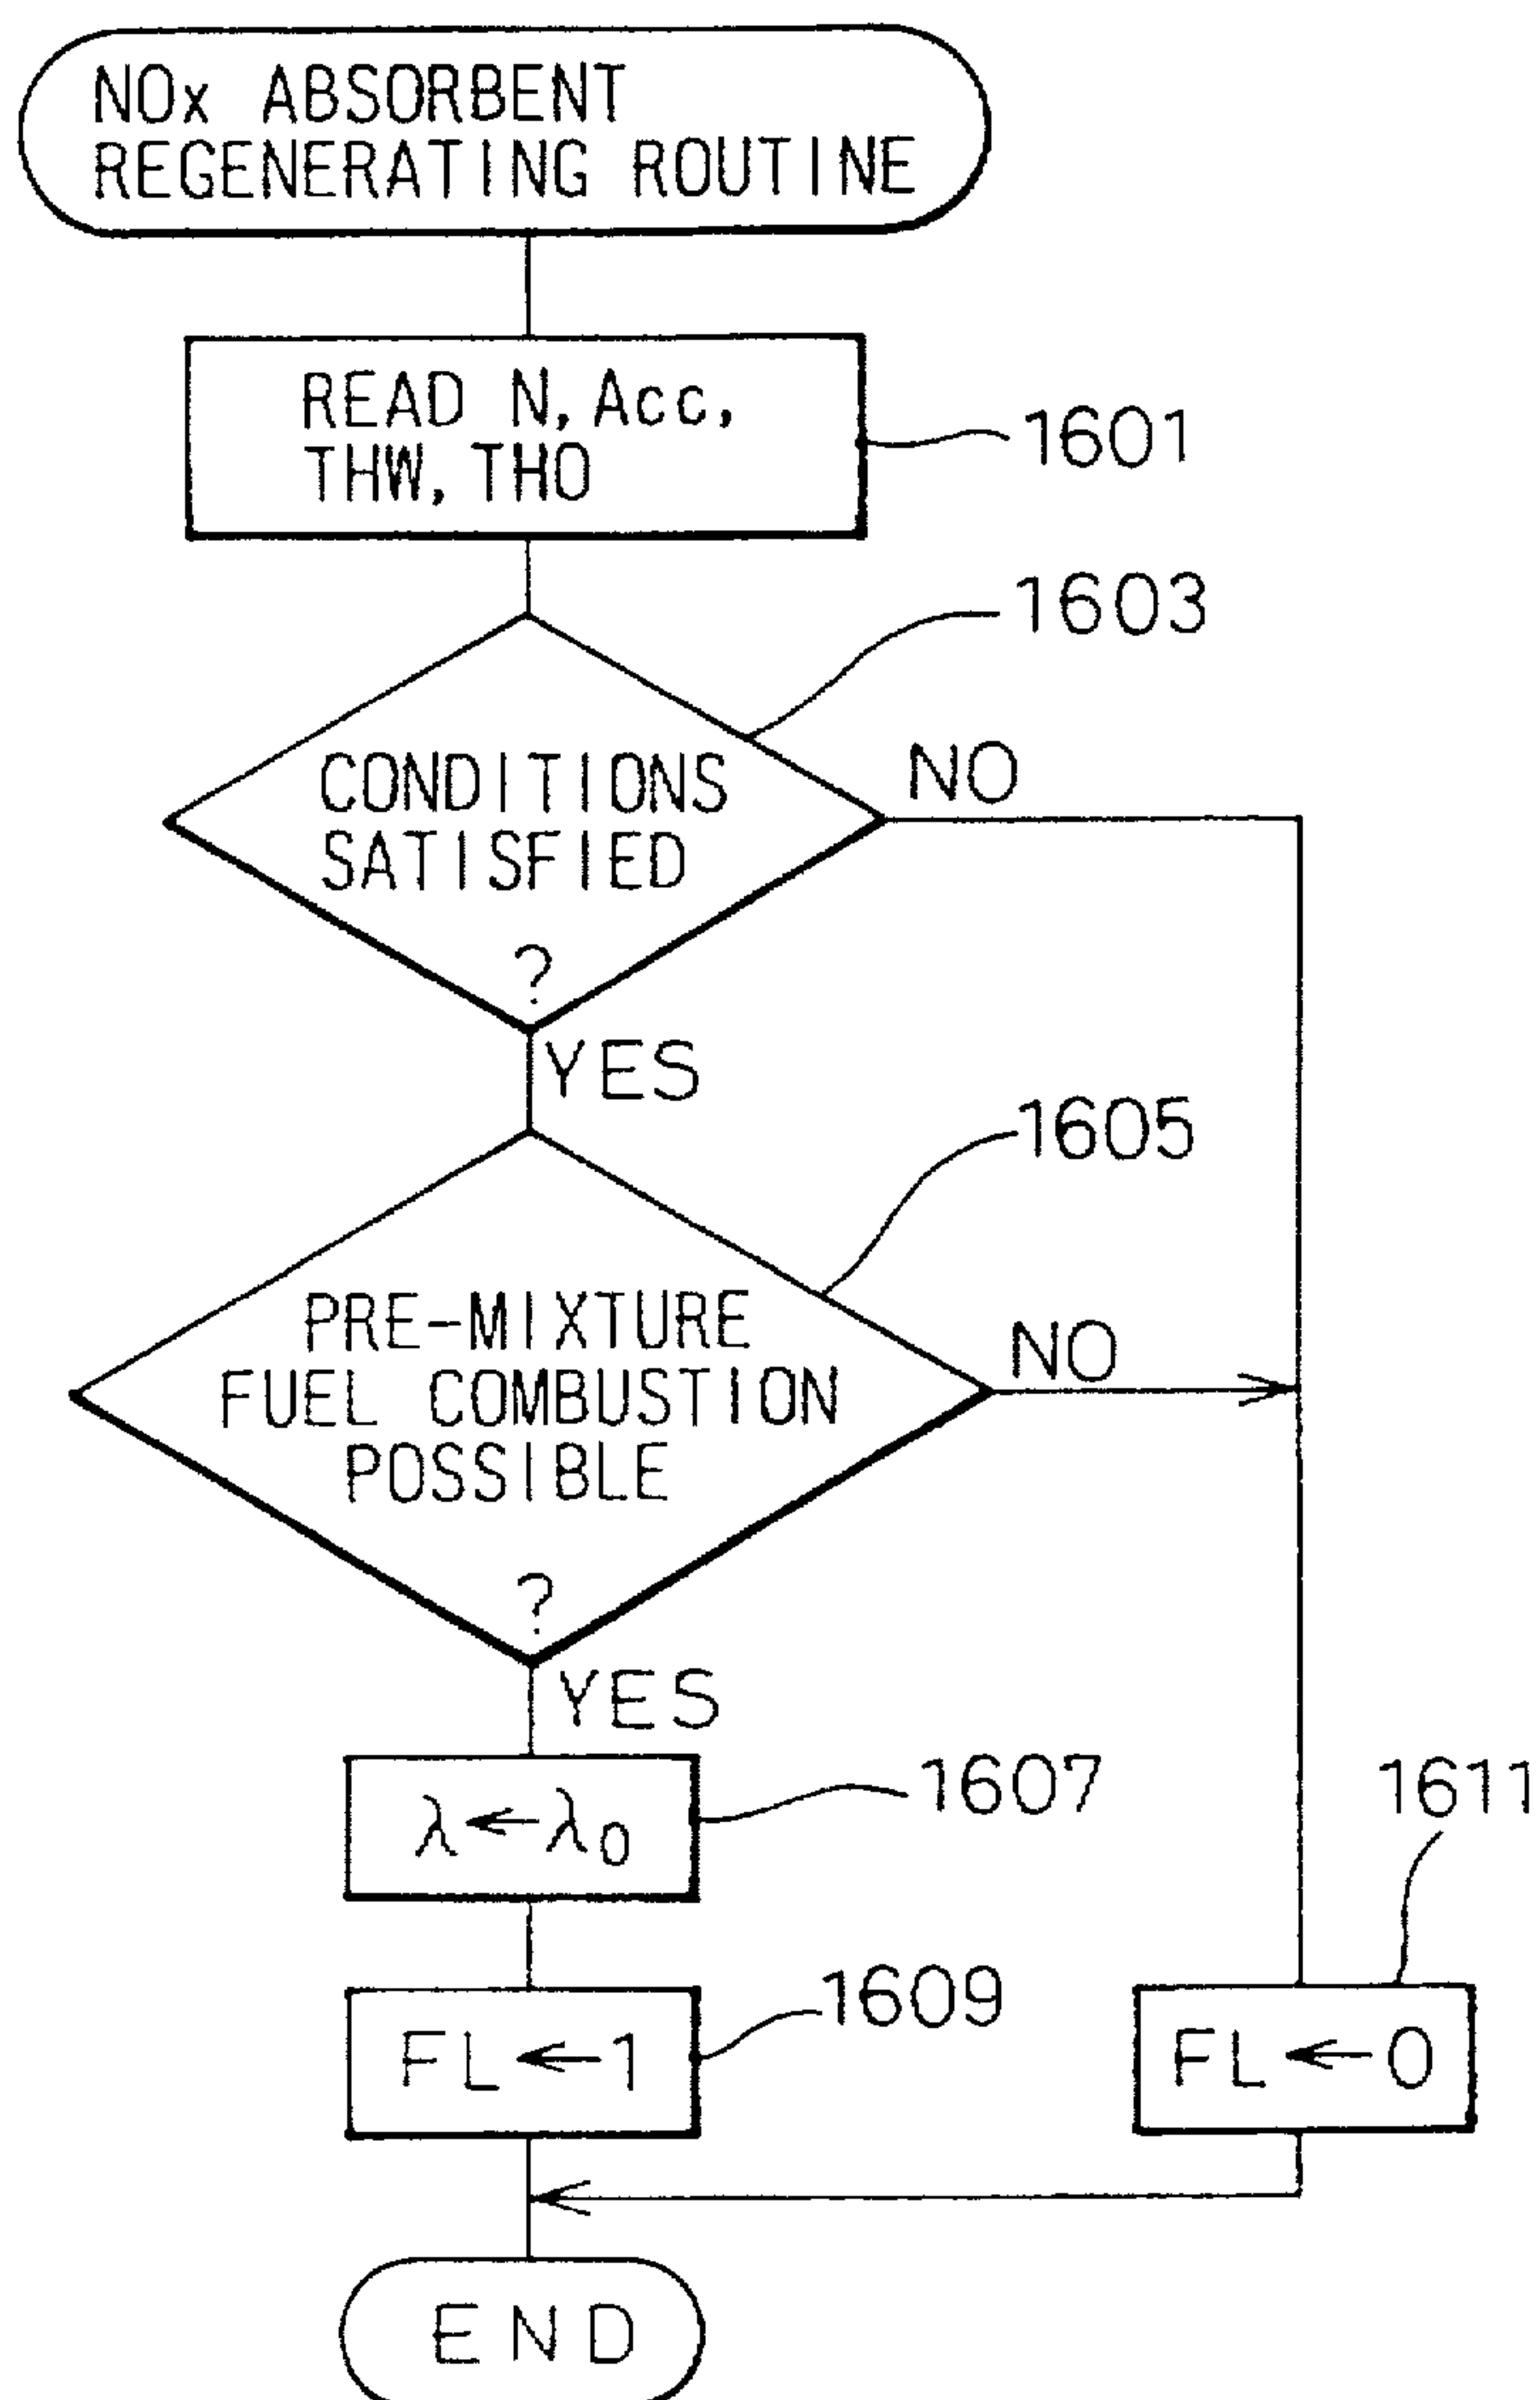 NOx ABSORBENT
REGENERATING ROUTINE
READ N, Acc,
THW, THO
1601
1603
CONDITIONS
SATISFIED
?
NO
YES
1605
PRE-MIXTURE
FUEL COMBUSTION
POSSIBLE
?
NO
YES
λ←λ0
1607
1611
FL←1
1609
FL←0
END